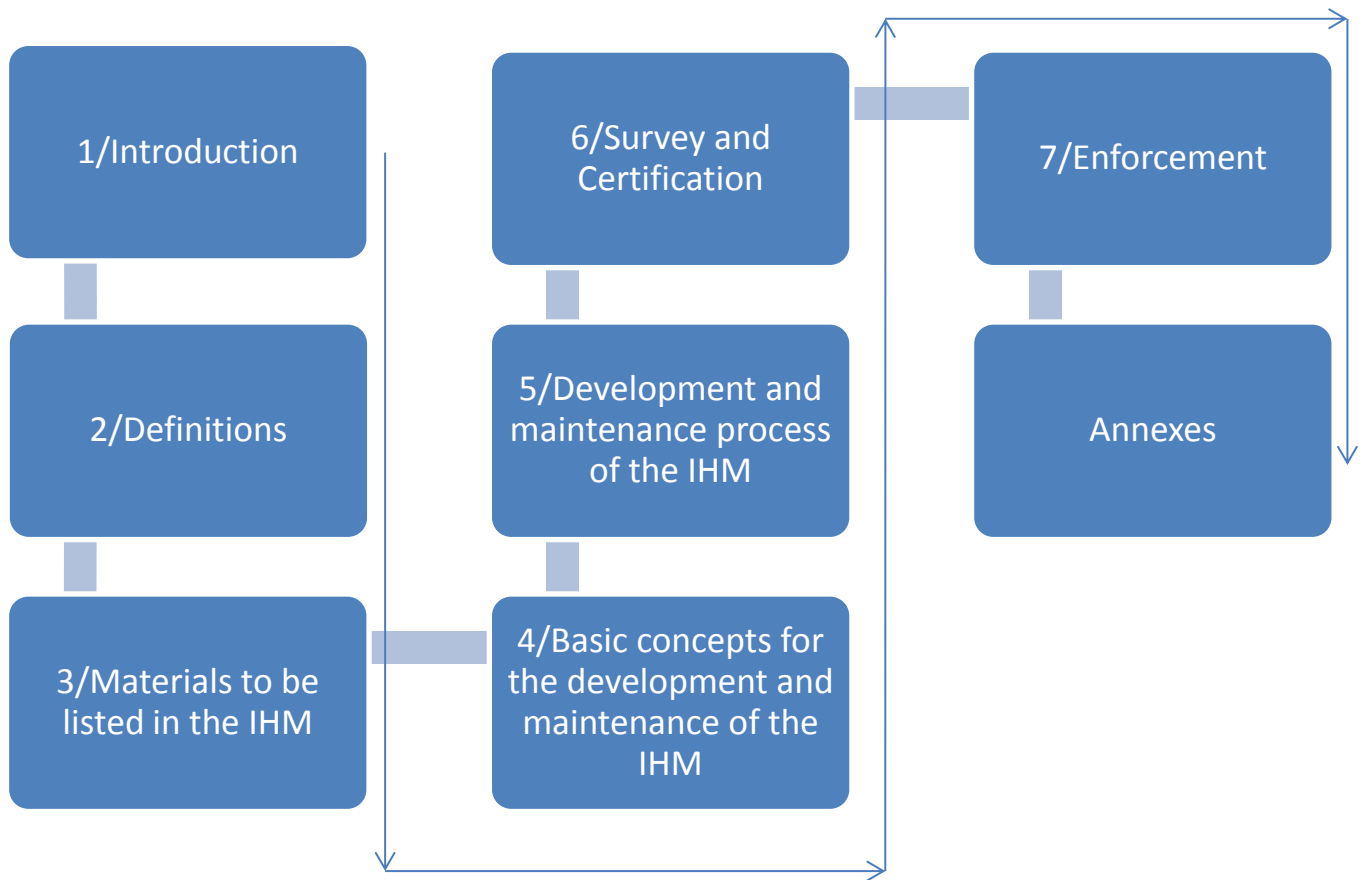 1/Introduction
2/Definitions
3/Materials to be
listed in the IHM
4/Basic concepts for
the development and
maintenance of the
IHM
5/Development and
maintenance process
of the IHM
6/Survey and
Certification
7/Enforcement
Annexes